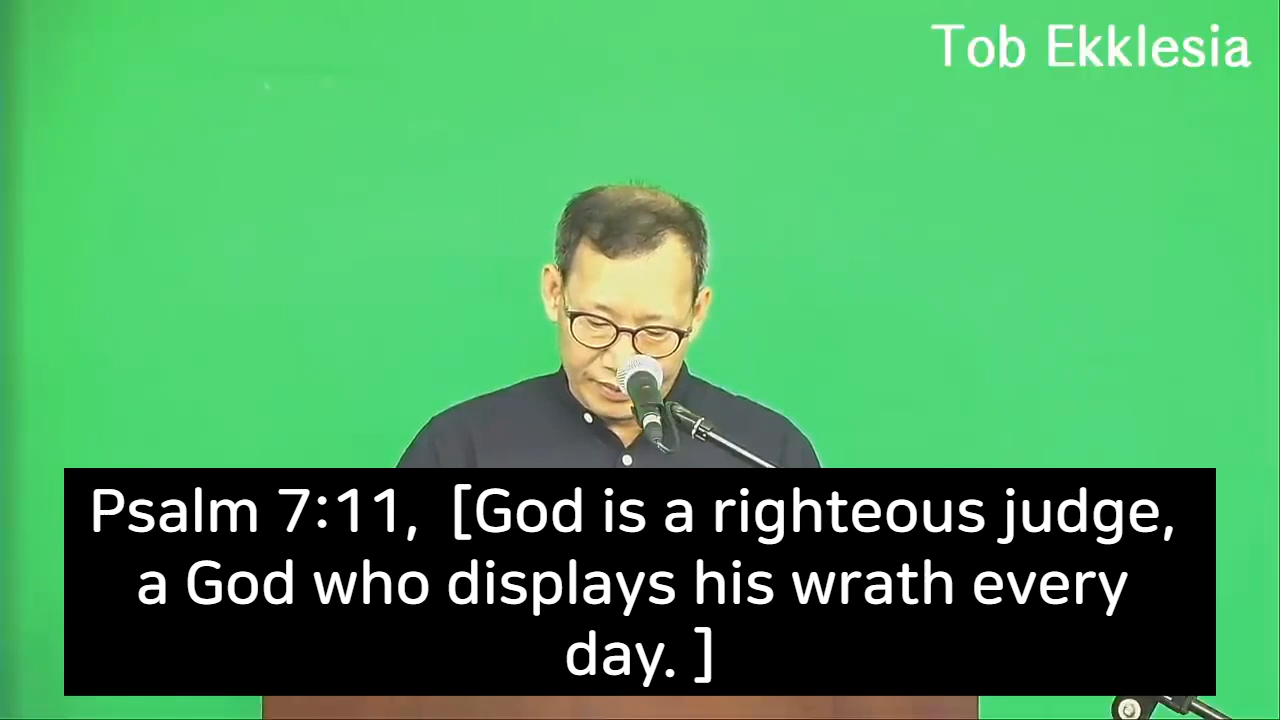 Tob Ekklesia
Psalm 7:11, [God is a righteous judge,
a God who displays his wrath every
day. ]